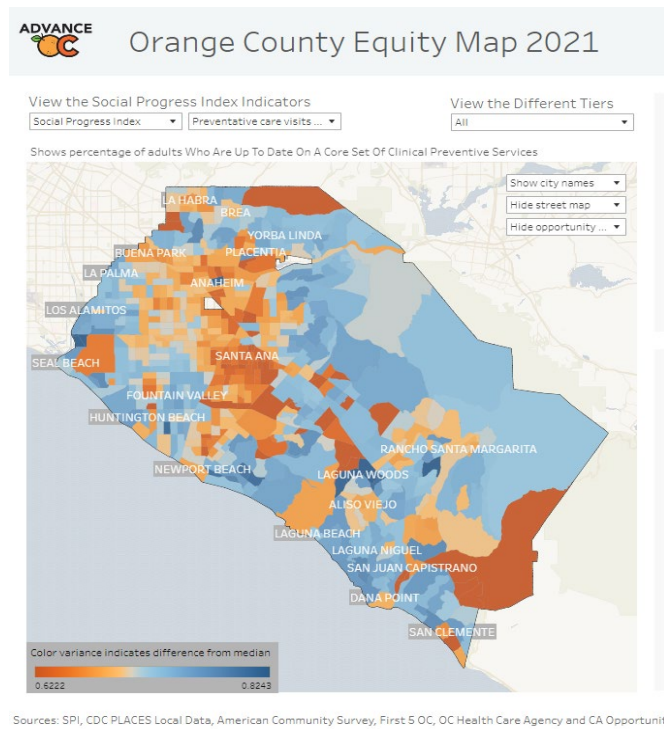 ADVANCE
OC
Orange County Equity Map 2021
View the Social Progress Index Indicators
View the Different Tiers
Social Progress Index
Preventative care visits ...
All
Shows percentage of adults Who Are Up To Date On A Core Set Of Clinical Preventive Services
Show city names
Hide street map
Hide opportunity ...
LA HABRA
BREA
YORBA LINDA
BUENA PARK
PLACENTIA
LA PALMA
ANAHEIM
LOS ALAMITOS
SANTA ANA
SEAL BEACH
FOUNTAIN VALLEY
HUNTINGTON BEACH
RANCHO SANTA MARGARITA
NEWPORT BEACH
LAGUNA WOODS
ALISO VIEJO
LAGUNA BEACH
LAGUNA NIGUEL
SAN JUAN CAPISTRANO
DANA POINT
SAN CLEMENTE
Color variance indicates difference from median
0.6222
0.8243
Sources: SPI, CDC PLACES Local Data, American Community Survey, First 5 OC, OC Health Care Agency and CA Opportunit